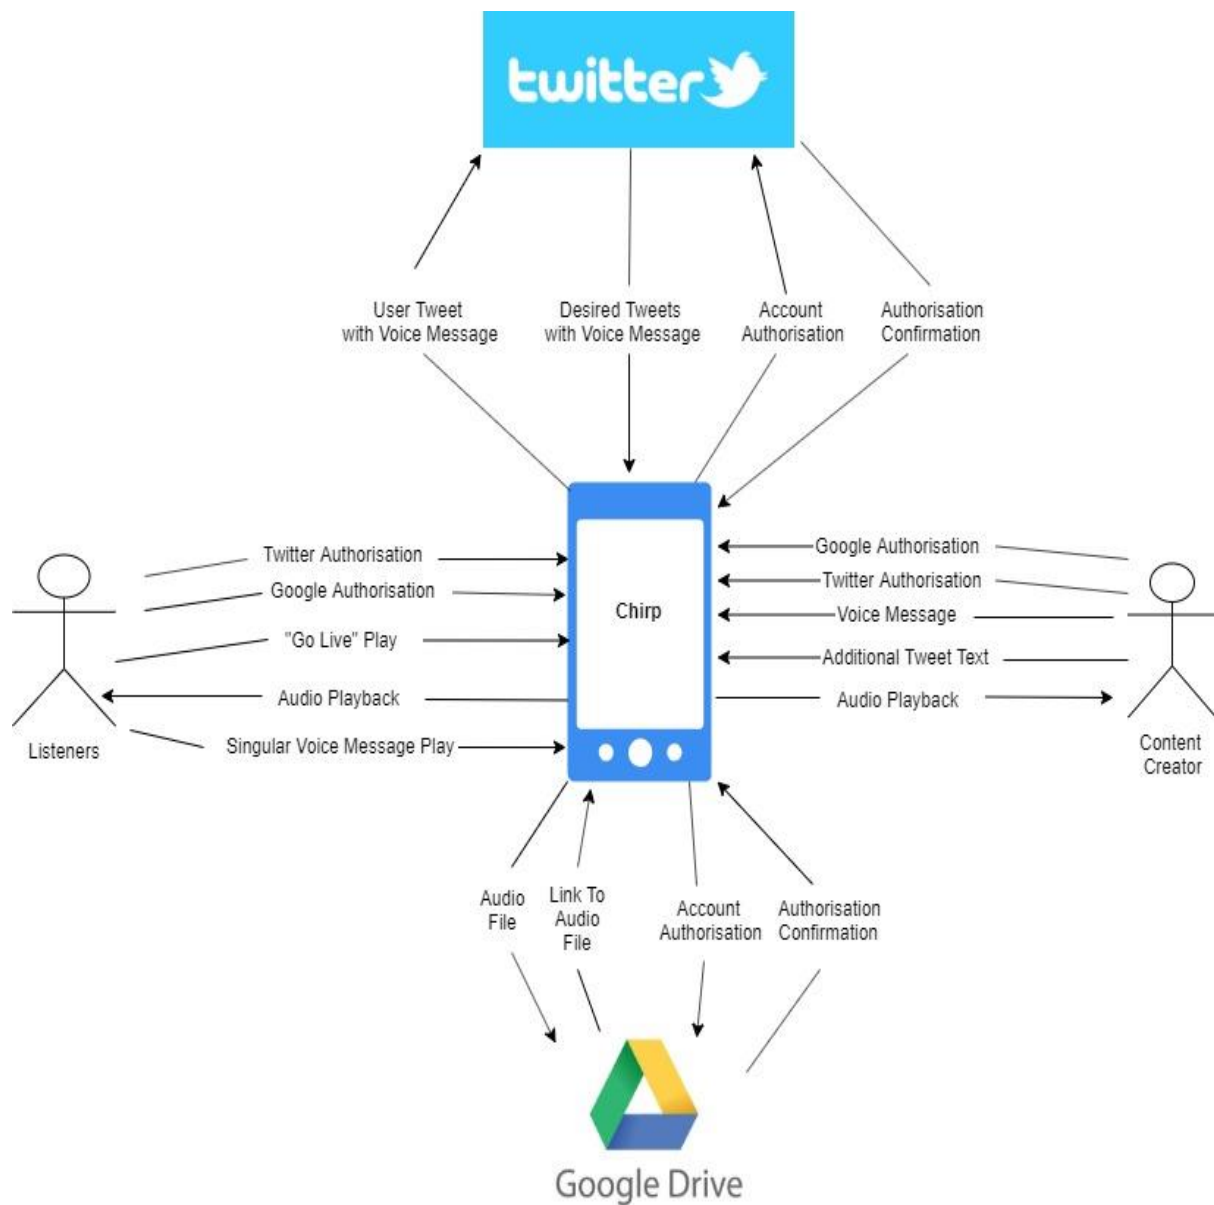 twitter
User Tweet
with Voice Message
Desired Tweets
with Voice Message
Account
Authorisation
Authorisation
Confirmation
Twitter Authorisation
Google Authorisation
"Go Live" Play
Audio Playback
Singular Voice Message Play
Listeners
Chirp
Google Authorisation
Twitter Authorisation
Voice Message
Additional Tweet Text
Audio Playback
Content
Creator
Audio
File
Link To
Audio
File
Account
Authorisation
Authorisation
Confirmation
Google Drive